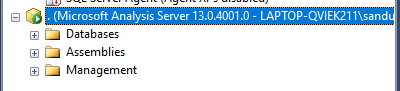 SQL Server Agent (Agent XPs disabled)
. (Microsoft Analysis Server 13.0.4001.0 - LAPTOP-QVIEK211\sandu
Databases
Assemblies
Management